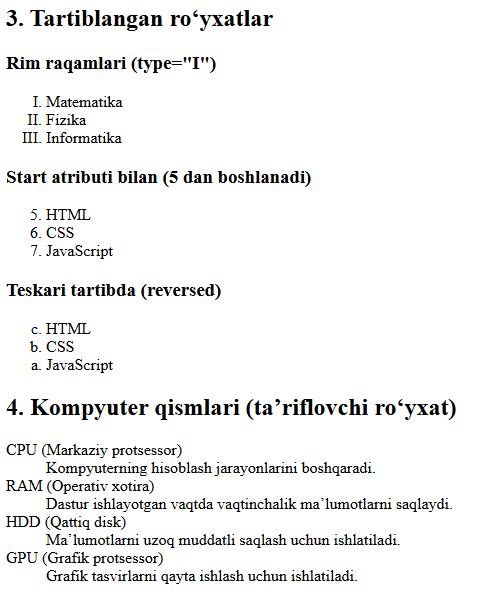 3. Tartiblangan ro‘yxatlar
Rim raqamlari (type="I")
I. Matematika
II. Fizika
III. Informatika
Start atributi bilan (5 dan boshlanadi)
5. HTML
6. CSS
7. JavaScript
Teskari tartibda (reversed)
c. HTML
b. CSS
a. JavaScript
4. Kompyuter qismlari (ta’riflovchi ro‘yxat)
CPU (Markaziy protsessor)
Kompyuterning hisoblash jarayonlarini boshqaradi.
RAM (Operativ xotira)
Dastur ishlayotgan vaqtda vaqtinchalik ma’lumotlarni saqlaydi.
HDD (Qattiq disk)
Ma’lumotlarni uzoq muddatli saqlash uchun ishlatiladi.
GPU (Grafik protsessor)
Grafik tasvirlarni qayta ishlash uchun ishlatiladi.